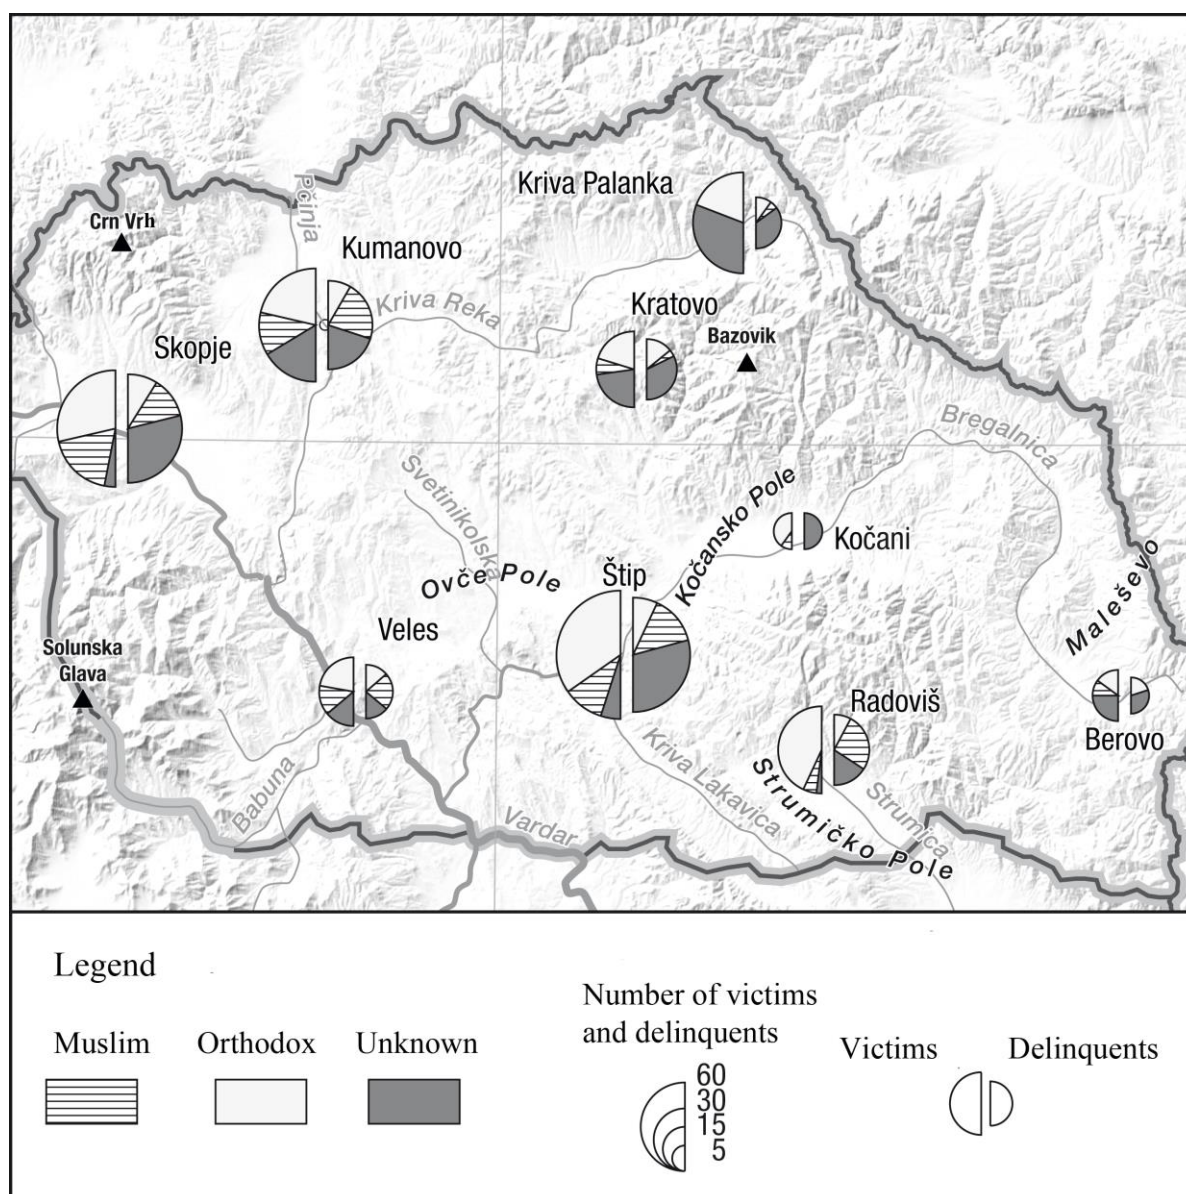 Kriva Palanka
Crn Vrh
Pčinja
Kumanovo
Kriva Reka
Kratovo
Bazovik
Skopje
Bregalnica
Svetinikolska
Kočansko Pole
Kočani
Ovče Pole
Štip
Maleševo
Veles
Solunska
Glava
Radoviš
Berovo
Kriva Lakavica
Strumica
Strumičko Pole
Babuna
Vardar
Legend
Muslim Orthodox Unknown
Number of victims
and delinquents
60
30
15
5
Victims Delinquents